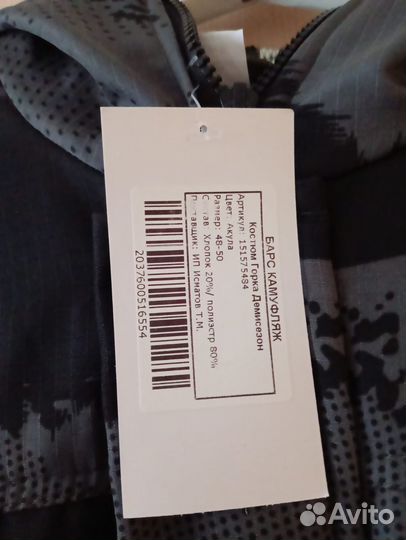 БАРС КАМУФЛЯЖ
Костюм Горка Демисезон
Артикул: 151575484
Цвет: Акула
Размер: 48-50
Состав: Хлопок 20%/ полиэстр 80%
Поставщик: ИП Исматов Т.М.
2037600516554
Avito